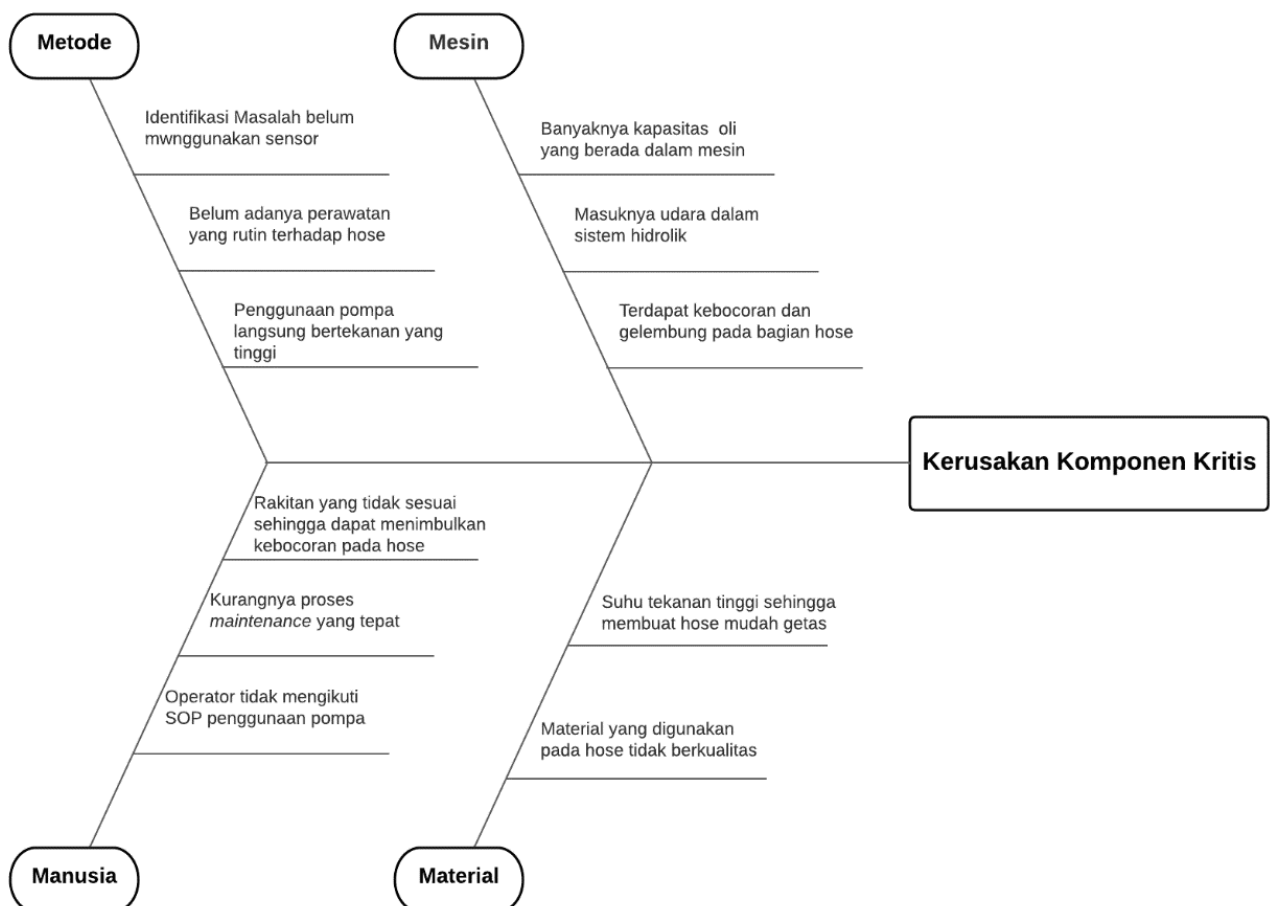 Metode
Mesin
Identifikasi Masalah belum
mwnggunakan sensor
Belum adanya perawatan
yang rutin terhadap hose
Penggunaan pompa
langsung bertekanan yang
tinggi
Banyaknya kapasitas oli
yang berada dalam mesin
Masuknya udara dalam
sistem hidrolik
Terdapat kebocoran dan
gelembung pada bagian hose
Kerusakan Komponen Kritis
Rakitan yang tidak sesuai
sehingga dapat menimbulkan
kebocoran pada hose
Kurangnya proses
maintenance yang tepat
Operator tidak mengikuti
SOP penggunaan pompa
Suhu tekanan tinggi sehingga
membuat hose mudah getas
Material yang digunakan
pada hose tidak berkualitas
Manusia
Material